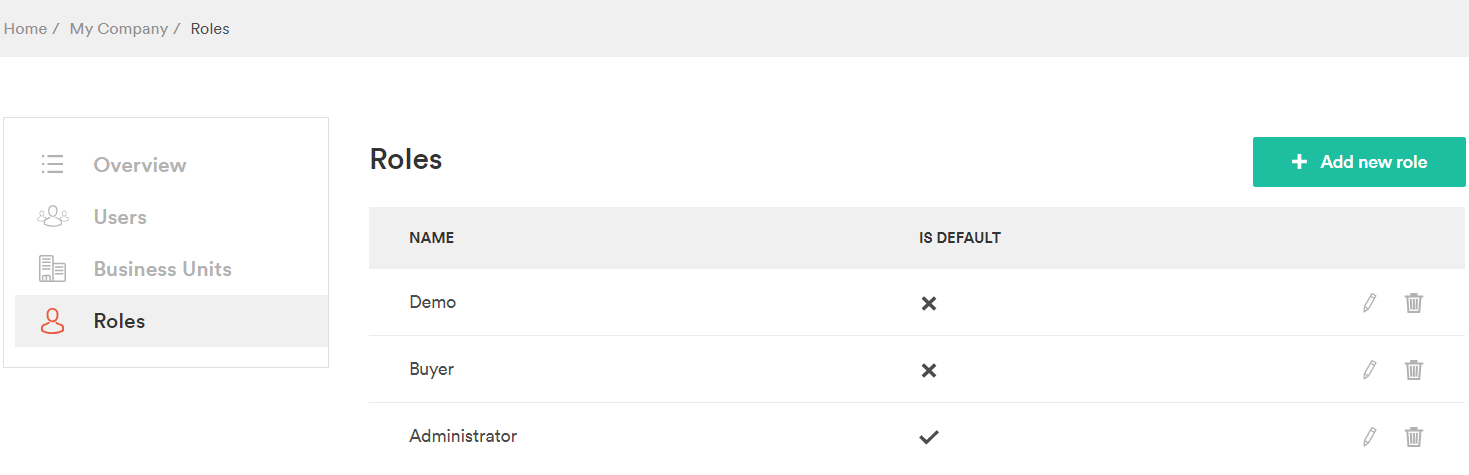 Home / My Company / Roles
Overview
Users
Business Units
Roles
Roles
Add new role
NAME IS DEFAULT
Demo
Buyer
Administrator